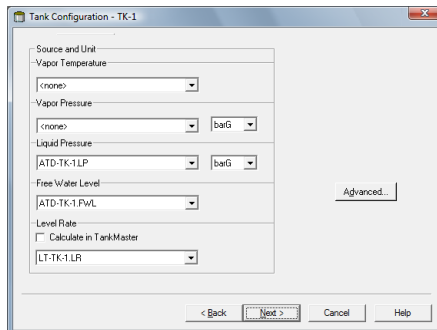 Tank Configuration - TK-1
Source and Unit
Vapor Temperature
<none>
Vapor Pressure
<none> barG
Liquid Pressure
ATD-TK-1.LP barG
Free Water Level
ATD-TK-1.FWL
Advanced...
Level Rate
Calculate in TankMaster
LT-TK-1.LR
< Back Next > Cancel Help